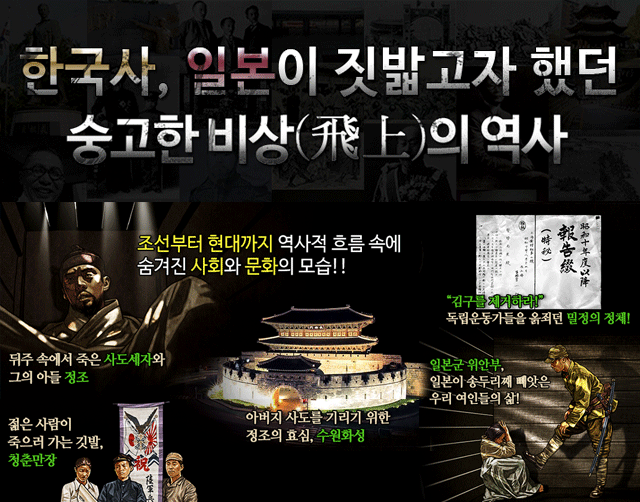 한국사, 일본이 짓밟고자 했던
숭고한 비상(飛上)의 역사
조선부터 현대까지 역사적 흐름 속에
숨겨진 사회와 문화의 모습!!
昭和十年度以降
報告綴
(特秘)
“김구를 제거하라!”
독립운동가들을 옭죄던 밀정의 정체!
뒤주 속에서 죽은 사도세자와
그의 아들 정조
일본군 위안부,
일본이 송두리째 빼앗은
우리 여인들의 삶!
아버지 사도를 기리기 위한
정조의 효심, 수원화성
젊은 사람이
죽으러 가는 깃발,
청춘만장
祝
陸軍